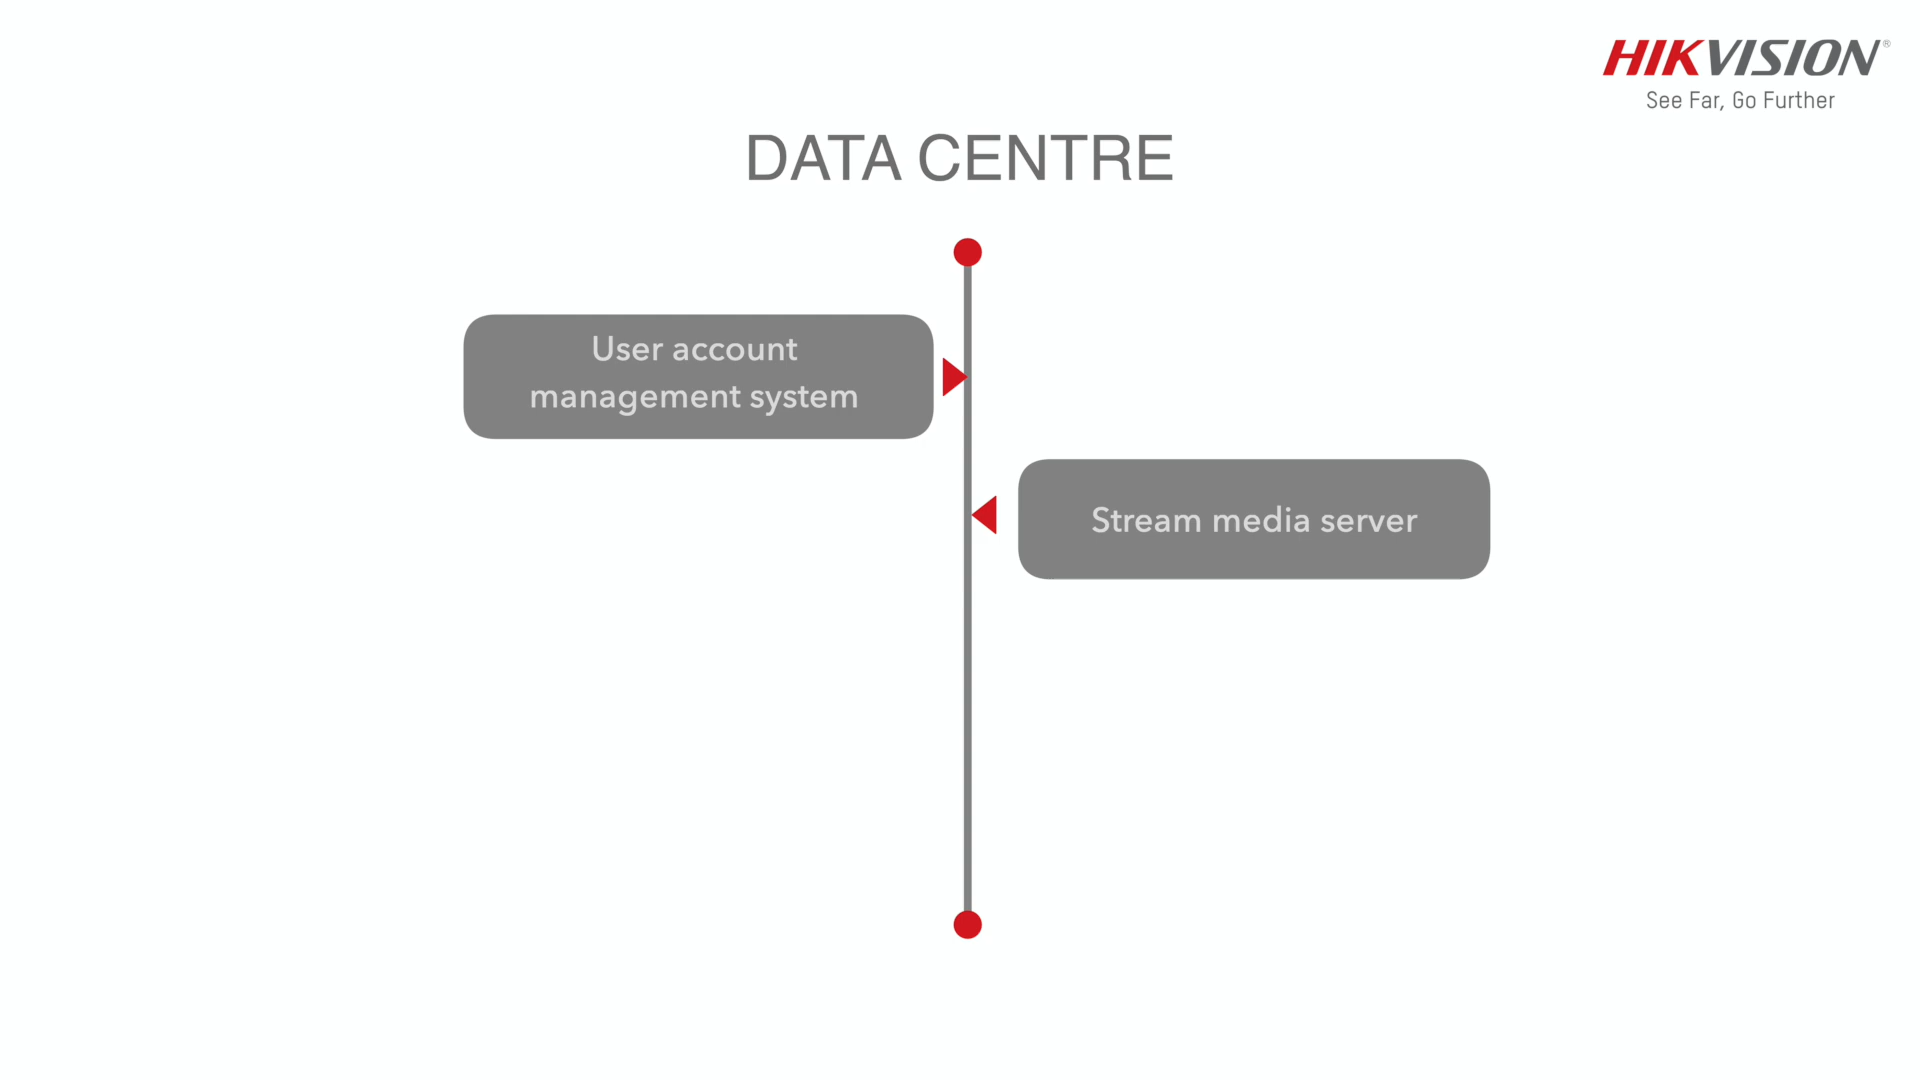 HIKVISION®
See Far, Go Further
DATA CENTRE
User account
management system
Stream media server